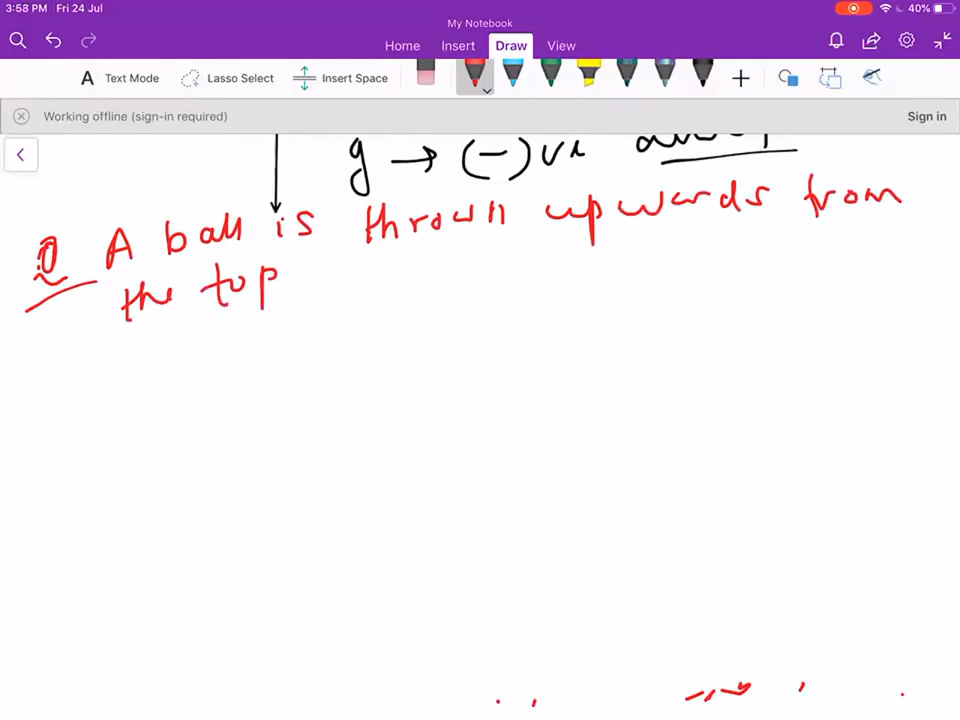 3:58 PM Fri 24 Jul
40%
My Notebook
Home Insert Draw View
A Text Mode Lasso Select Insert Space
Working offline (sign-in required) Sign in
g → (-)ve
Q A ball is thrown upwards from
the top